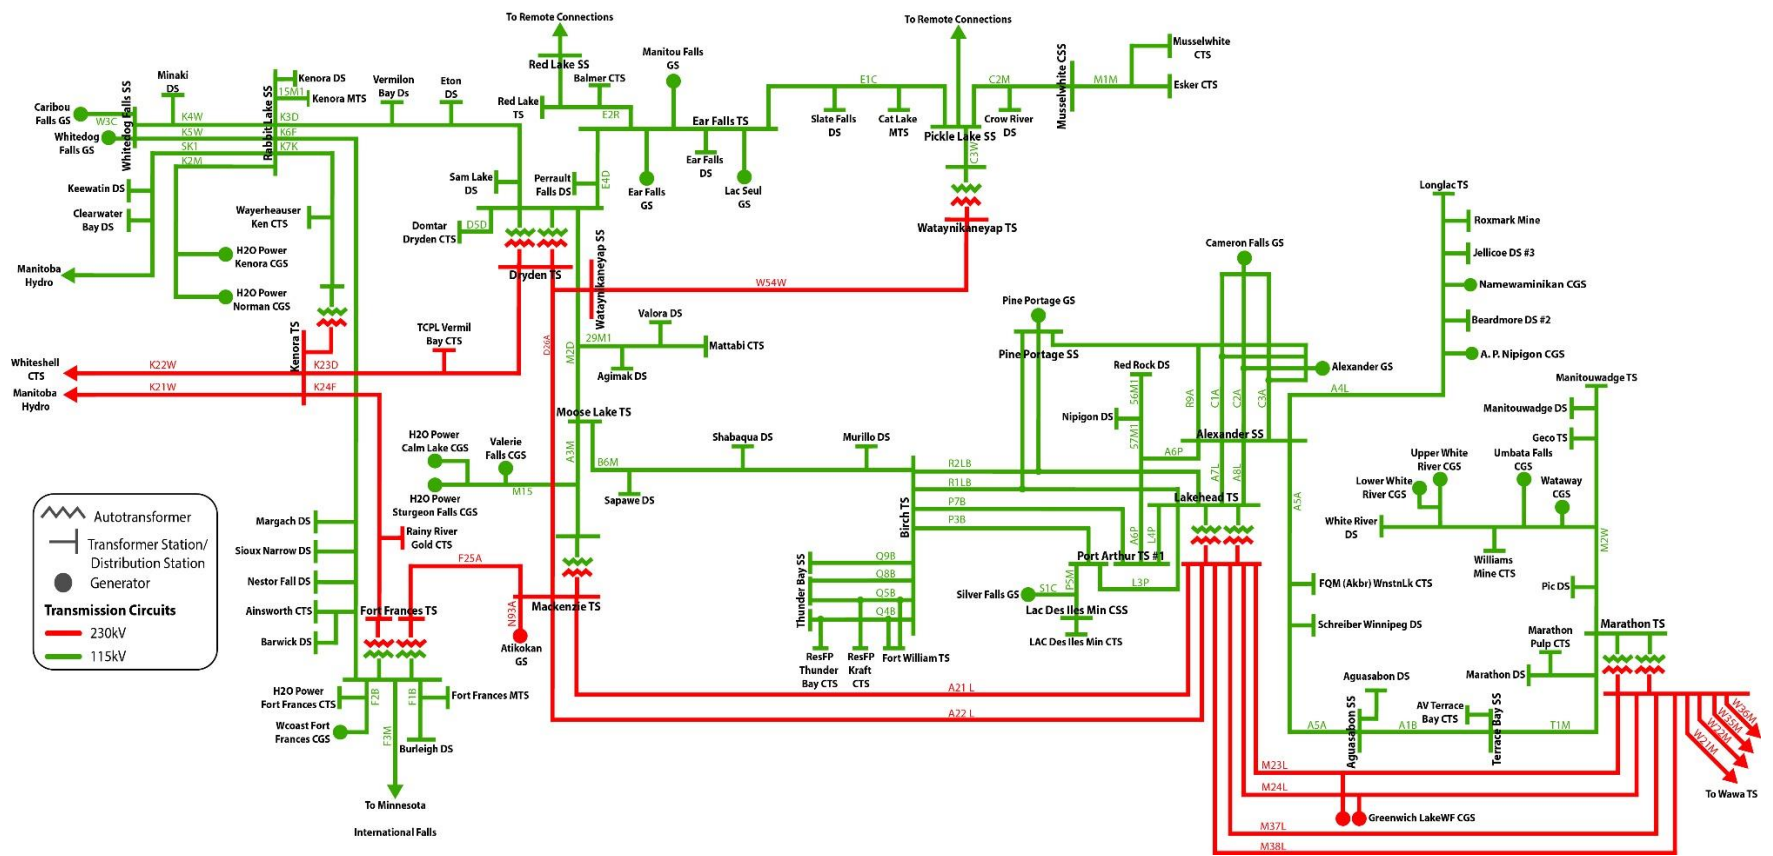 To Remote Connections
Red Lake SS
Balmer CTS
Red Lake
TS
E2R
Manitou Falls
GS
Ear Falls TS
Ear Falls
DS
Ear Falls
GS
Lac Seul
GS
E1C
Slate Falls
DS
Cat Lake
MTS
To Remote Connections
Pickle Lake SS
C2M
Crow River
DS
Musselwhite CSS
M1M
Musselwhite
CTS
Esker CTS
C3W
Wataynikaneyap TS
W54W
Caribou
Falls GS
W3C
Whitedog
Falls GS
Whitedog Falls SS
Minaki
DS
K4W
K5W
SK1
K2M
Rabbit Lake SS
Kenora DS
15M1
Kenora MTS
K3D
K6F
K7K
Vermilon
Bay Ds
Eton
DS
Keewatin DS
Clearwater
Bay DS
Manitoba
Hydro
Wayerheauser
Ken CTS
H2O Power
Kenora CGS
H2O Power
Norman CGS
Kenora TS
Whiteshell
CTS
K22W
K23D
Manitoba
Hydro
K21W
K24F
TCPL Vermil
Bay CTS
Sam Lake
DS
Perrault
Falls DS
E4D
Domtar
Dryden CTS
D5D
Dryden TS
Wataynikaneyap SS
D26A
M2D
29M1
Valora DS
Agimak DS
Mattabi CTS
Moose Lake TS
A3M
B6M
Shabaqua DS
Murillo DS
Sapawe DS
H2O Power
Calm Lake CGS
Valerie
Falls CGS
M15
H2O Power
Sturgeon Falls CGS
Rainy River
Gold CTS
F25A
N93A
Mackenzie TS
Atikokan
GS
Autotransformer
Transformer Station/
Distribution Station
Generator
Transmission Circuits
230kV
115kV
Margach DS
Sioux Narrow DS
Nestor Fall DS
Ainsworth CTS
Barwick DS
Fort Frances TS
H2O Power
Fort Frances CTS
Wcoast Fort
Frances CGS
F2B
F3M
F1B
Fort Frances MTS
Burleigh DS
To Minnesota
International Falls
A21 L
A22 L
Birch TS
R2LB
R1LB
P7B
P3B
Thunder Bay SS
Q9B
Q8B
Q5B
Q4B
ResFP
Thunder
Bay CTS
ResFP
Kraft
CTS
Fort William TS
Pine Portage GS
Pine Portage SS
Red Rock DS
56M1
Nipigon DS
57M1
A6P
R9A
C1A
C2A
C3A
Cameron Falls GS
Alexander GS
Alexander SS
A7L
A8L
Lakehead TS
A6P
L4P
Port Arthur TS #1
L3P
P5M
S1C
Silver Falls GS
Lac Des Iles Min CSS
LAC Des Iles Min CTS
Longlac TS
Roxmark Mine
Jellicoe DS #3
Namewaminikan CGS
Beardmore DS #2
A. P. Nipigon CGS
A4L
A5A
FQM (Akbr) WnstnLk CTS
Schreiber Winnipeg DS
Manitouwadge TS
Manitouwadge DS
Geco TS
Upper White
River CGS
Lower White
River CGS
Umbata Falls
CGS
Wataway
CGS
White River
DS
Williams
Mine CTS
M2W
Pic DS
Marathon TS
Marathon
Pulp CTS
Marathon DS
Aguasabon DS
Aguasabon SS
AV Terrace
Bay CTS
Terrace Bay SS
A5A
A1B
T1M
M23L
M24L
Greenwich LakeWF CGS
M37L
M38L
W36M
W35M
W22M
W21M
To Wawa TS